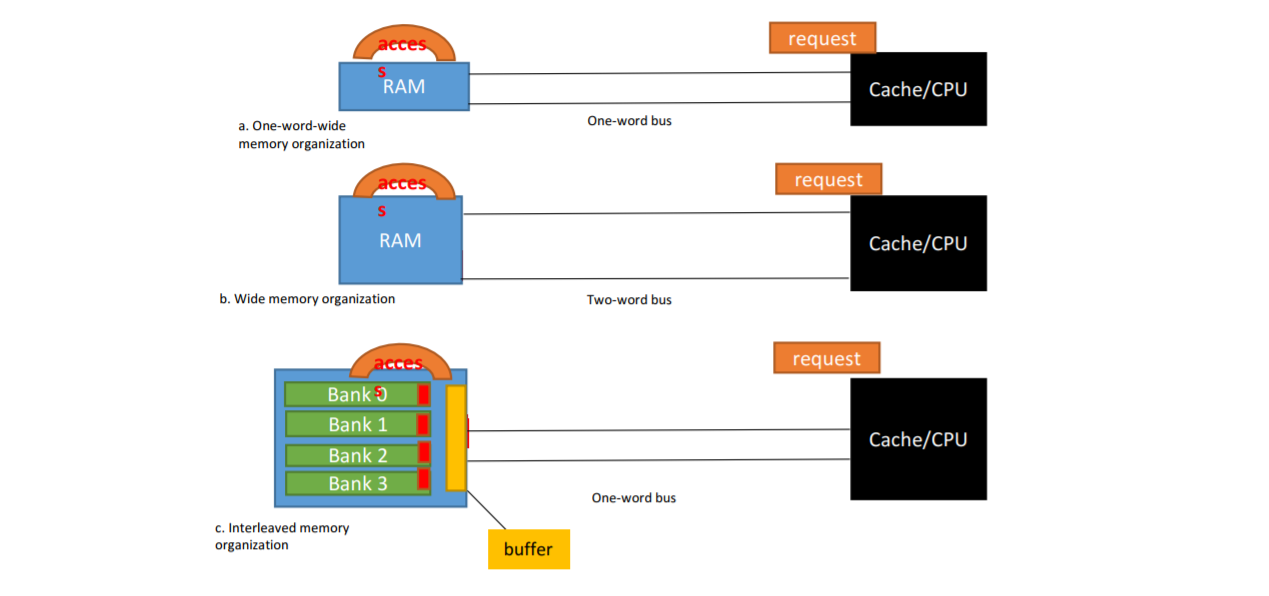 acces
s
request
RAM
Cache/CPU
One-word bus
a. One-word-wide
memory organization
acces
s
request
RAM
Cache/CPU
b. Wide memory organization
Two-word bus
acces
s
request
Bank 0
Bank 1
Bank 2
Bank 3
Cache/CPU
One-word bus
c. Interleaved memory
organization
buffer